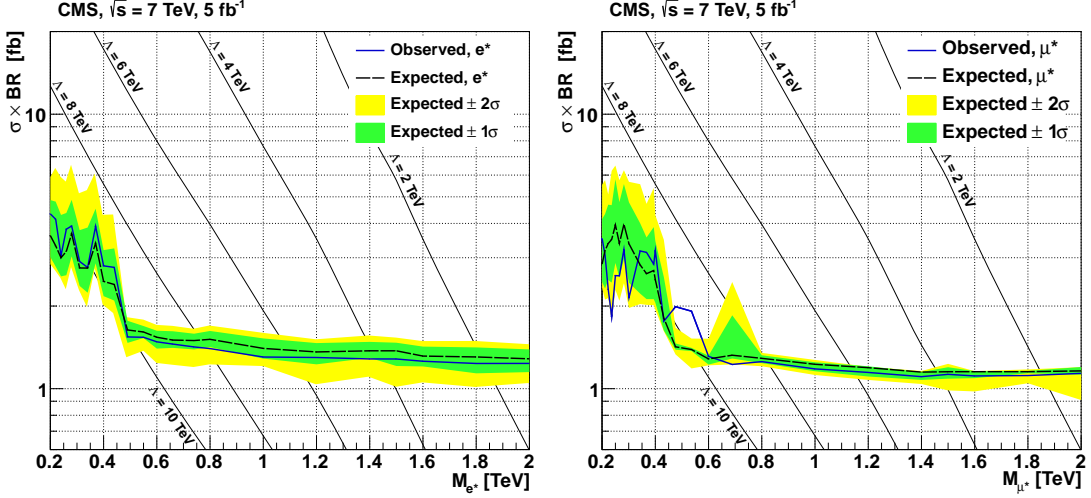 CMS, √s = 7 TeV, 5 fb⁻¹
σ × BR [fb]
10
1
Observed, e*
Expected, e*
Expected ± 2σ
Expected ± 1σ
Λ = 8 TeV
Λ = 6 TeV
Λ = 4 TeV
Λ = 2 TeV
Λ = 10 TeV
0.2 0.4 0.6 0.8 1 1.2 1.4 1.6 1.8 2
M_e* [TeV]
CMS, √s = 7 TeV, 5 fb⁻¹
σ × BR [fb]
10
1
Observed, μ*
Expected, μ*
Expected ± 2σ
Expected ± 1σ
Λ = 8 TeV
Λ = 6 TeV
Λ = 4 TeV
Λ = 2 TeV
Λ = 10 TeV
0.2 0.4 0.6 0.8 1 1.2 1.4 1.6 1.8 2
M_μ* [TeV]